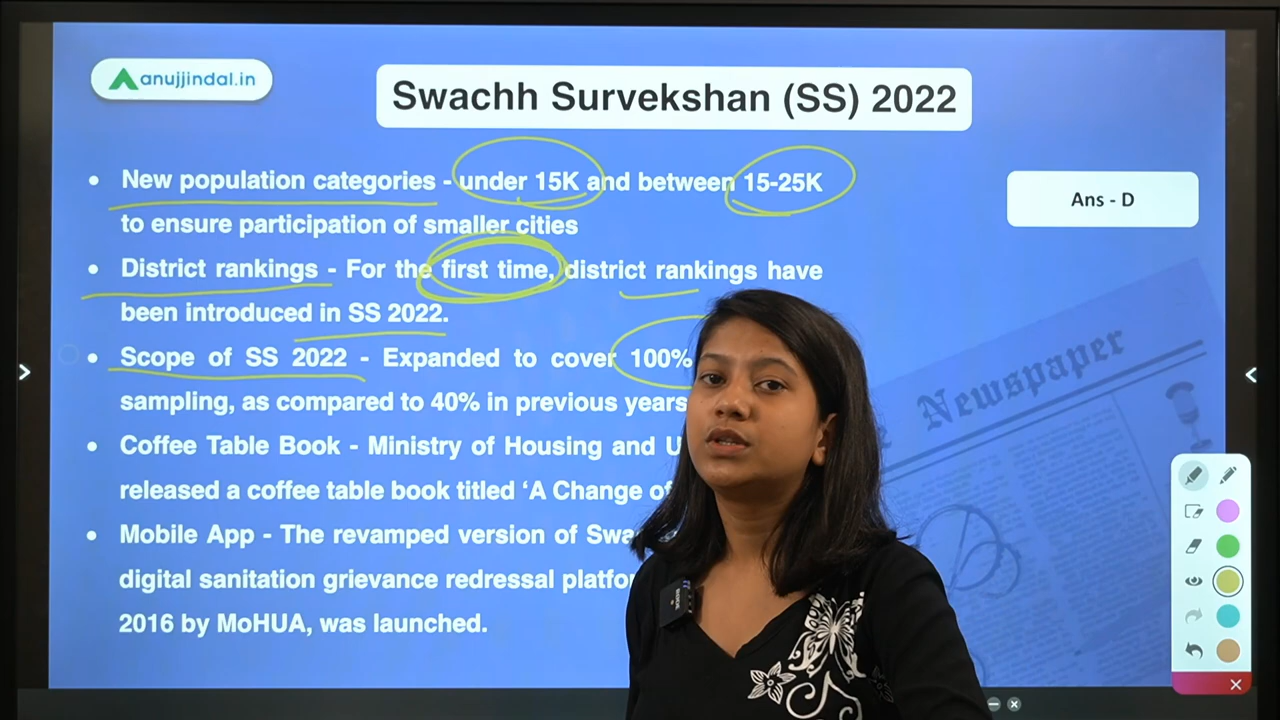 anujjindal.in
Swachh Survekshan (SS) 2022
• New population categories - under 15K and between 15-25K
to ensure participation of smaller cities
Ans - D
• District rankings - For the first time, district rankings have
been introduced in SS 2022.
• Scope of SS 2022 - Expanded to cover 100%
sampling, as compared to 40% in previous years
• Coffee Table Book - Ministry of Housing and
released a coffee table book titled ‘A Change of
• Mobile App - The revamped version of
digital sanitation grievance redressal
2016 by MoHUA, was launched.
Newspaper